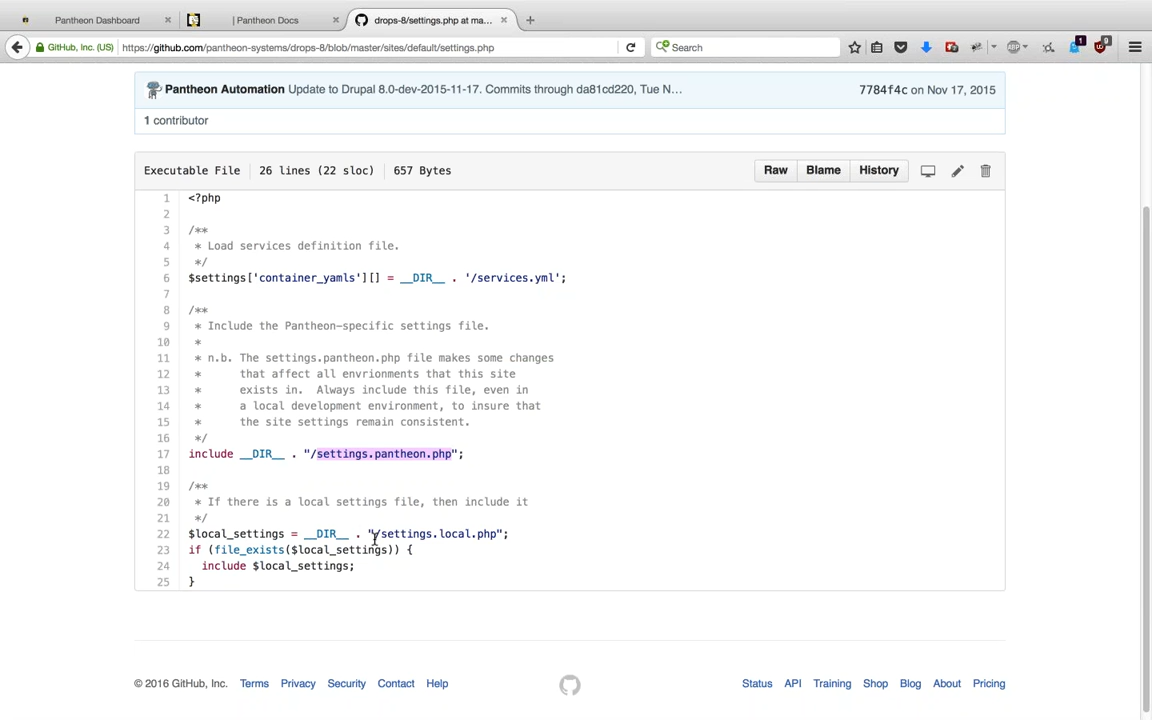 Pantheon Dashboard
| Pantheon Docs
drops-8/settings.php at ma...
GitHub, Inc. (US)
https://github.com/pantheon-systems/drops-8/blob/master/sites/default/settings.php
Search
1
9
ABP
Pantheon Automation Update to Drupal 8.0-dev-2015-11-17. Commits through da81cd220, Tue N…
7784f4c on Nov 17, 2015
1 contributor
Executable File
26 lines (22 sloc)
657 Bytes
Raw
Blame
History
1 <?php
2
3 /**
4 * Load services definition file.
5 */
6 $settings['container_yamls'][] = __DIR__ . '/services.yml';
7
8 /**
9 * Include the Pantheon-specific settings file.
10 *
11 * n.b. The settings.pantheon.php file makes some changes
12 * that affect all envrionments that this site
13 * exists in. Always include this file, even in
14 * a local development environment, to insure that
15 * the site settings remain consistent.
16 */
17 include __DIR__ . "/settings.pantheon.php";
18
19 /**
20 * If there is a local settings file, then include it
21 */
22 $local_settings = __DIR__ . "/settings.local.php";
23 if (file_exists($local_settings)) {
24 include $local_settings;
25 }
© 2016 GitHub, Inc.
Terms
Privacy
Security
Contact
Help
Status
API
Training
Shop
Blog
About
Pricing